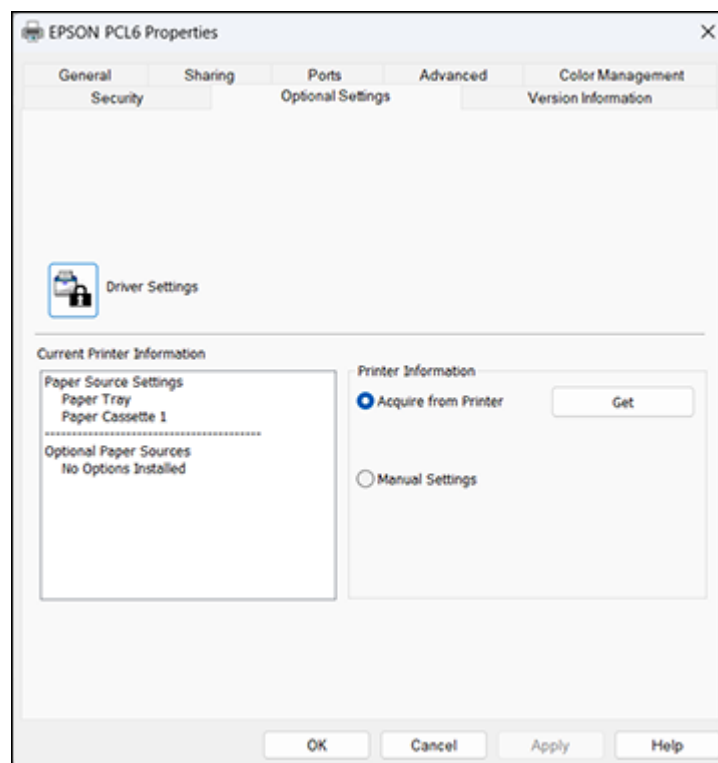 EPSON PCL6 Properties
General Sharing Ports Advanced Color Management
Security Optional Settings Version Information
Driver Settings
Current Printer Information
Paper Source Settings
Paper Tray
Paper Cassette 1
----------------------------------------
Optional Paper Sources
No Options Installed
Printer Information
Acquire from Printer Get
Manual Settings
OK Cancel Apply Help